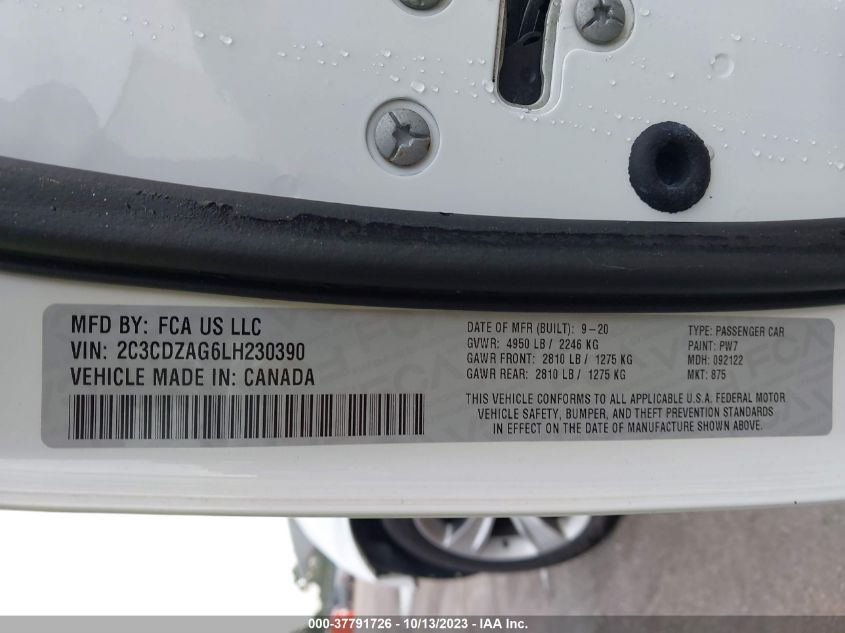 MFD BY: FCA US LLC
VIN: 2C3CDZAG6LH230390
VEHICLE MADE IN: CANADA
DATE OF MFR (BUILT): 9-20
GVWR: 4950 LB / 2246 KG
GAWR FRONT: 2810 LB / 1275 KG
GAWR REAR: 2810 LB / 1275 KG
TYPE: PASSENGER CAR
PAINT: PW7
MDH: 092122
MKT: 875
THIS VEHICLE CONFORMS TO ALL APPLICABLE U.S.A. FEDERAL MOTOR
VEHICLE SAFETY, BUMPER, AND THEFT PREVENTION STANDARDS
IN EFFECT ON THE DATE OF MANUFACTURE SHOWN ABOVE.
000-37791726 - 10/13/2023 - IAA Inc.